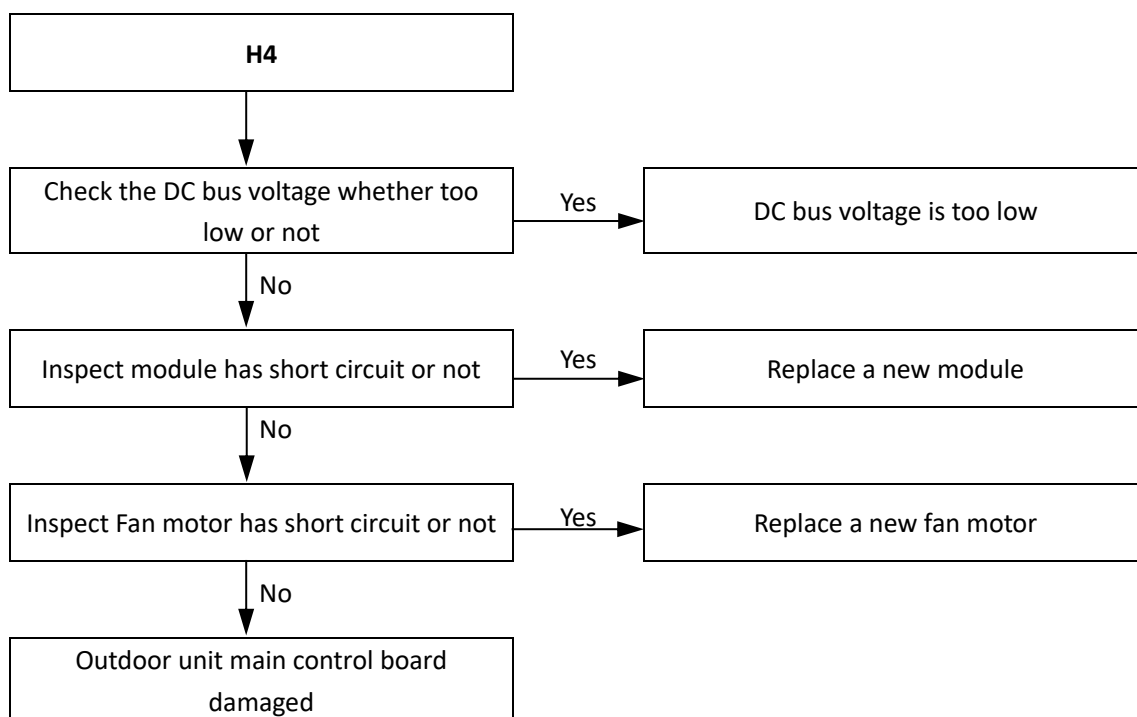 H4
Check the DC bus voltage whether too
low or not
Yes
DC bus voltage is too low
No
Inspect module has short circuit or not
Yes
Replace a new module
No
Inspect Fan motor has short circuit or not
Yes
Replace a new fan motor
No
Outdoor unit main control board
damaged